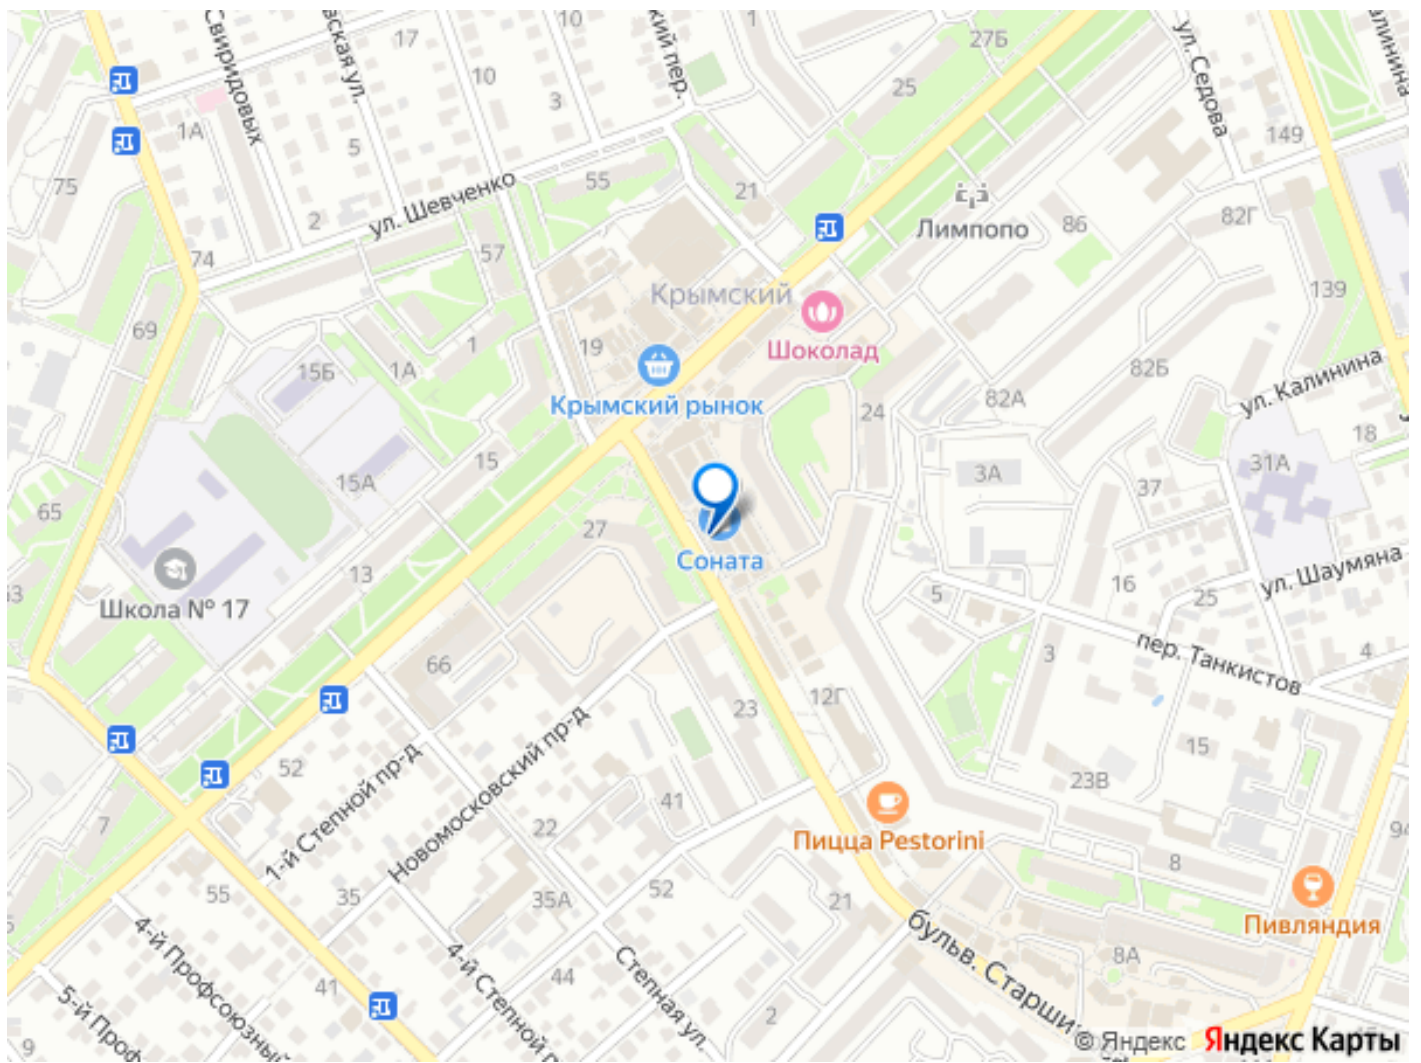 Свиридовых
вская ул.
17
10
10
3
кий пер.
1
27Б
25
ул. Седова
149
алинина
1А
5
75
2
ул. Шевченко
55
21
57
74
Лимпопо
86
82Г
Крымский
139
69
1
19
15Б
1А
Шоколад
82Б
Крымский рынок
82А
24
ул. Калинина
18
15
15А
3А
31А
37
65
27
Соната
13
Школа № 17
5
16
25
ул. Шаумяна
пер. Танкистов
3
4
66
12Г
23
15
1-й Степной пр-д
Новомосковский пр-д
52
41
23В
7
22
Пицца Pestorini
94
8
55
35
35А
52
21
Пивляндия
4-й Профсоюзный
4-й Степной п
Степная ул.
бульв. Старши
8А
44
41
5-й Проф
2
9
© Яндекс Яндекс Карты